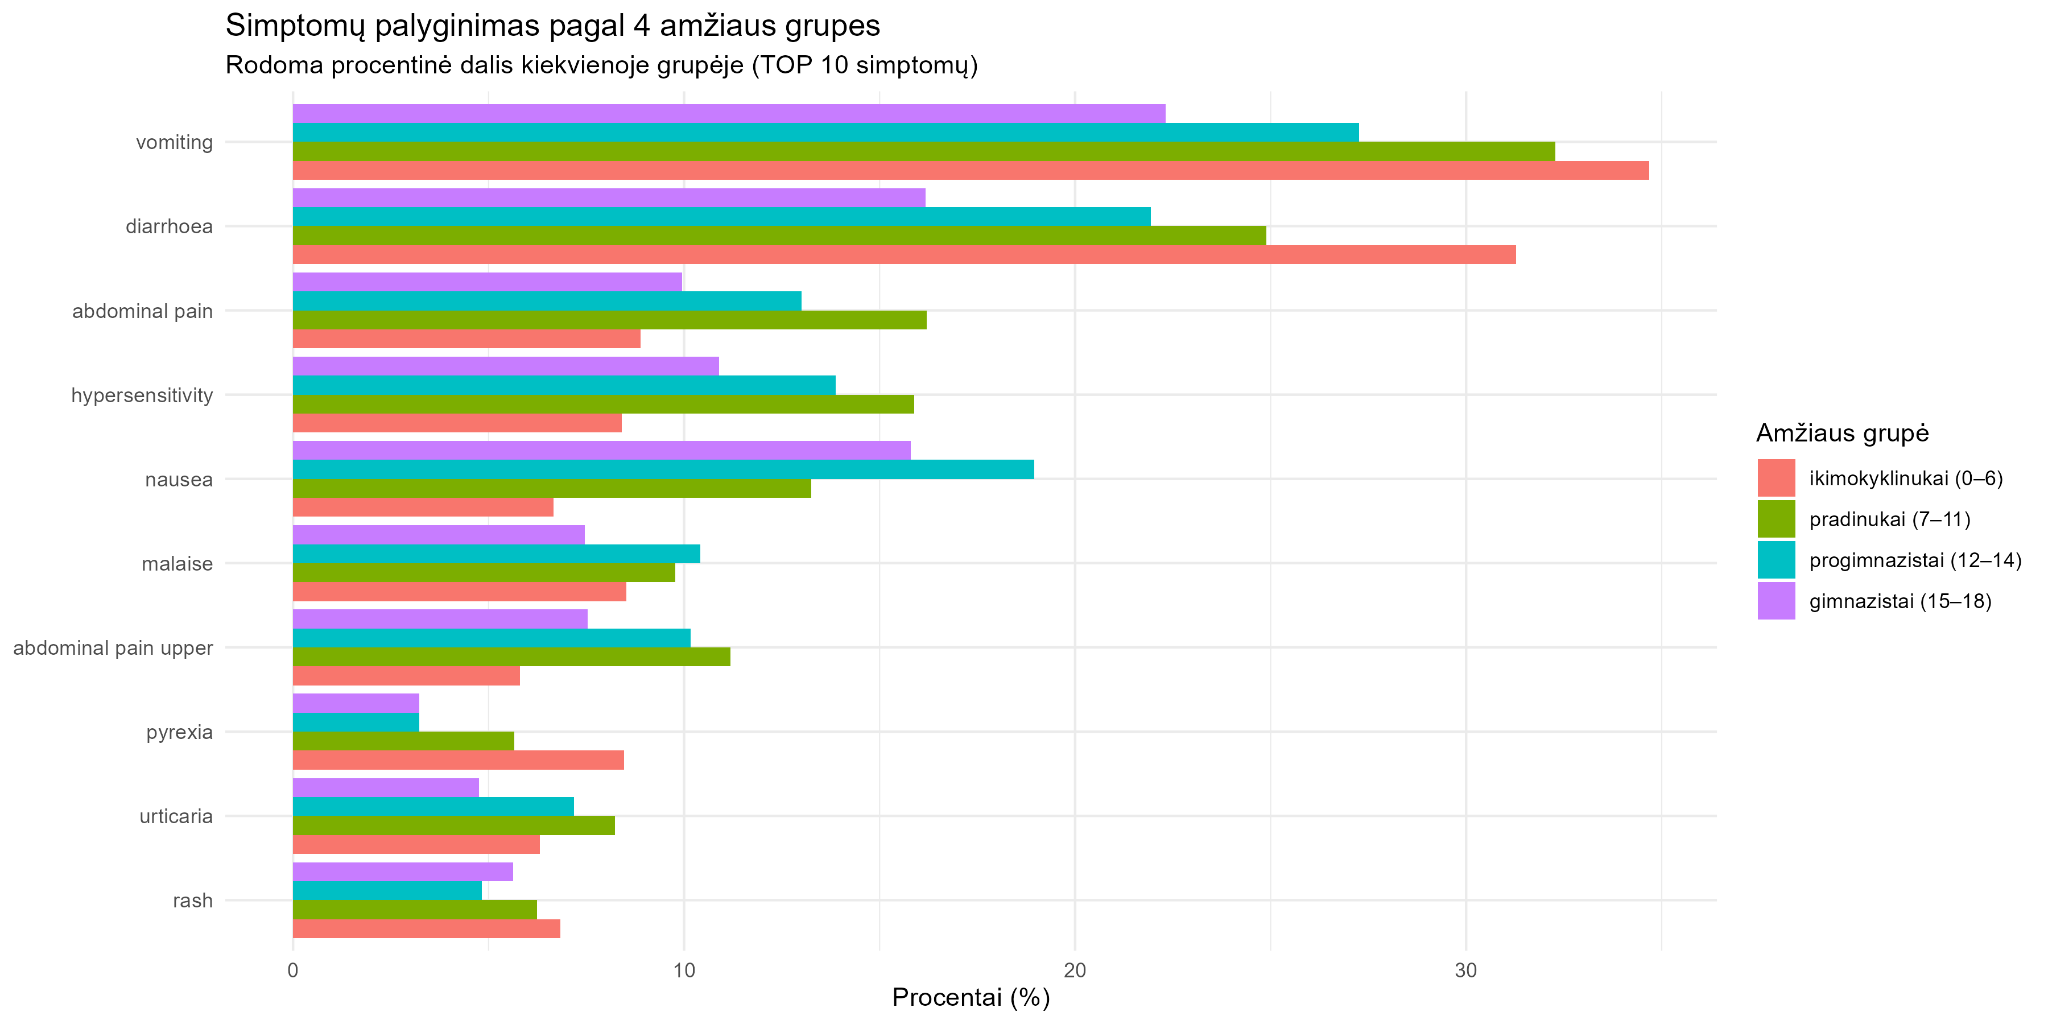 Simptomų palyginimas pagal 4 amžiaus grupes
Rodoma procentinė dalis kiekvienoje grupėje (TOP 10 simptomų)
vomiting
diarrhoea
abdominal pain
hypersensitivity
nausea
malaise
abdominal pain upper
pyrexia
urticaria
rash
0 10 20 30
Procentai (%)
Amžiaus grupė
ikimokyklinukai (0–6)
pradinukai (7–11)
progimnazistai (12–14)
gimnazistai (15–18)